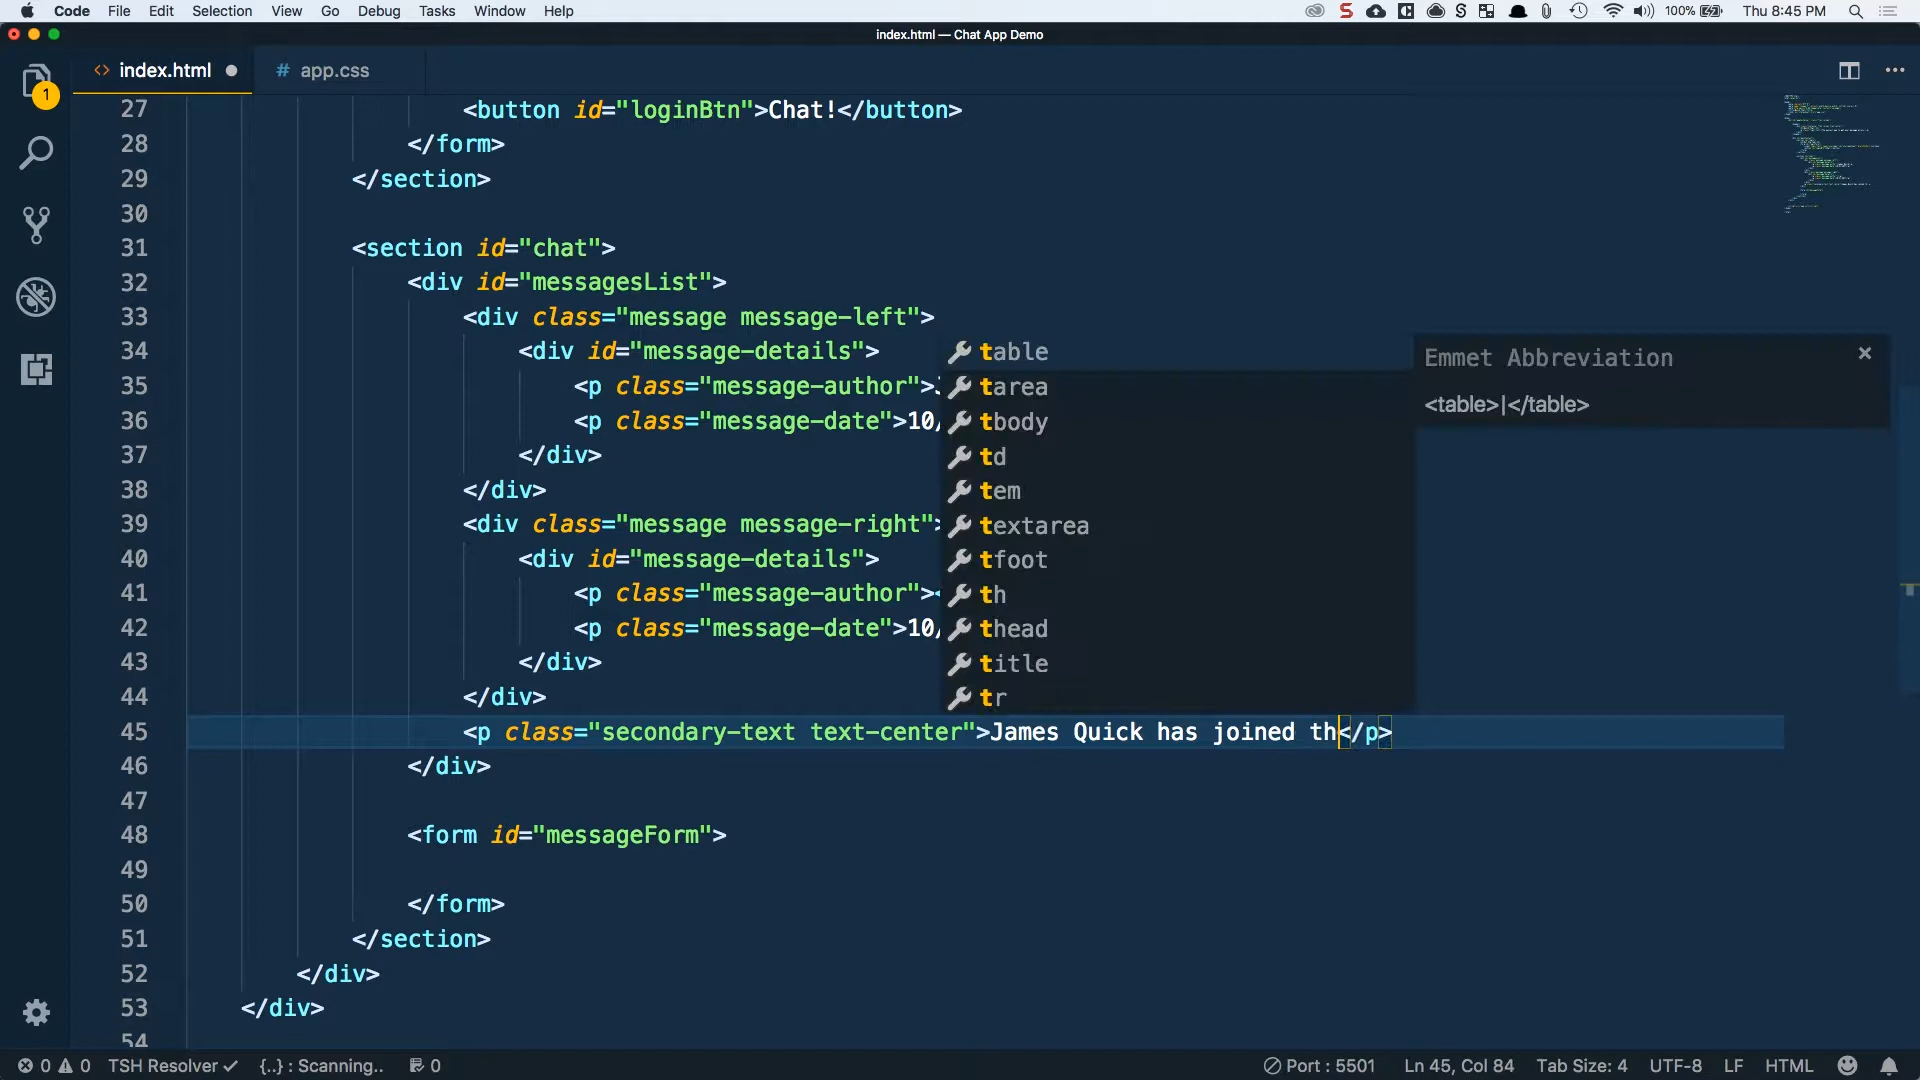 Code File Edit Selection View Go Debug Tasks Window Help 100% Thu 8:45 PM
index.html — Chat App Demo
1 <> index.html # app.css
27 <button id="loginBtn">Chat!</button>
28 </form>
29 </section>
30
31 <section id="chat">
32 <div id="messagesList">
33 <div class="message message-left">
34 <div id="message-details">
35 <p class="message-author">
36 <p class="message-date">10/
37 </div>
38 </div>
39 <div class="message message-right">
40 <div id="message-details">
41 <p class="message-author"><
42 <p class="message-date">10/
43 </div>
44 </div>
45 <p class="secondary-text text-center">James Quick has joined th</p>
46 </div>
47
48 <form id="messageForm">
49
50 </form>
51 </section>
52 </div>
53 </div>
54
table
tarea
tbody
td
tem
textarea
tfoot
th
thead
title
tr
Emmet Abbreviation ×
<table>|</table>
0 0 TSH Resolver ✓ {..} : Scanning.. 0 Port : 5501 Ln 45, Col 84 Tab Size: 4 UTF-8 LF HTML